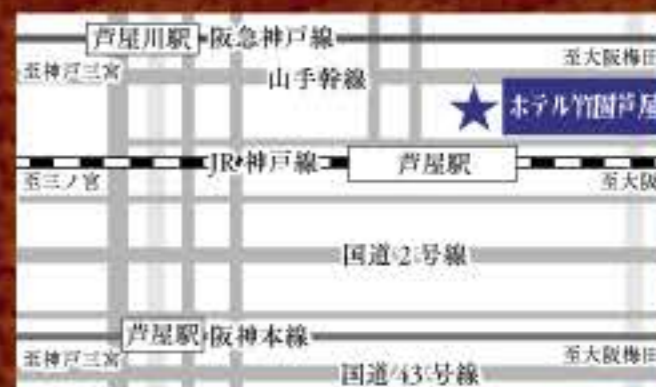 芦屋川駅 阪急神戸線
至大阪梅田
至神戸三宮
山手幹線
ホテル竹園芦屋
JR神戸線 芦屋駅
至三ノ宮
至大阪
国道2号線
芦屋駅 阪神本線
至神戸三宮
至大阪梅田
国道43号線